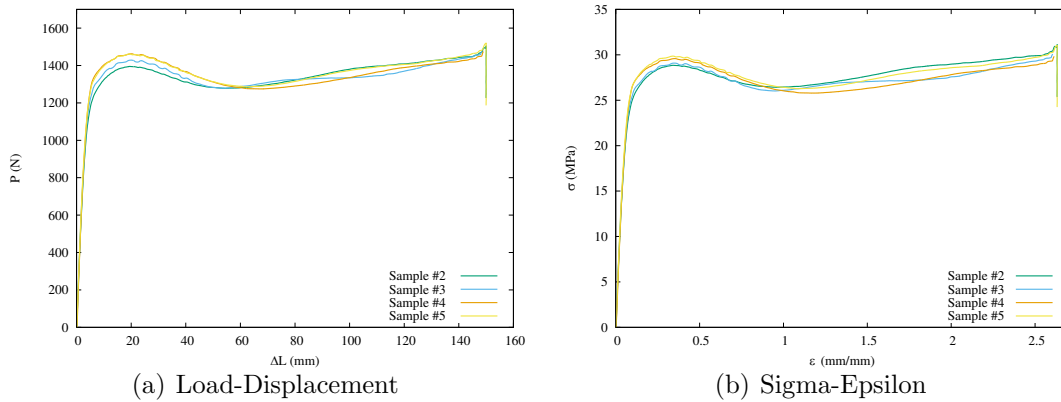 1600
1400
1200
1000
800
600
400
200
0
P (N)
0 20 40 60 80 100 120 140 160
ΔL (mm)
Sample #2
Sample #3
Sample #4
Sample #5
(a) Load-Displacement
35
30
25
20
15
10
5
0
σ (MPa)
0 0.5 1 1.5 2 2.5
ε (mm/mm)
Sample #2
Sample #3
Sample #4
Sample #5
(b) Sigma-Epsilon